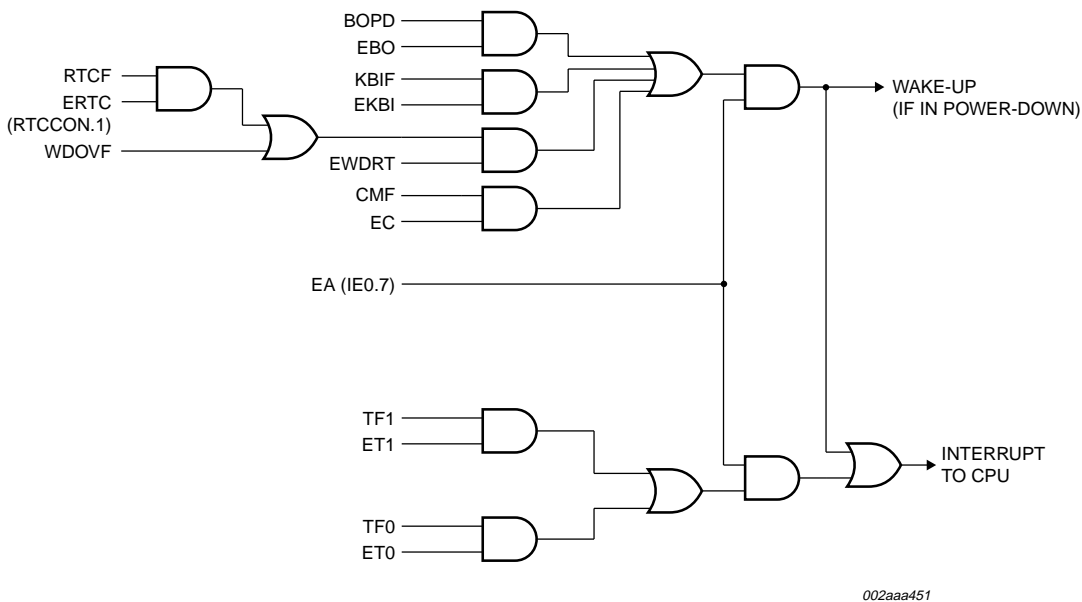 BOPD
EBO
RTCF
ERTC
(RTCCON.1)
WDOVF
KBIF
EKBI
EWDRT
CMF
EC
WAKE-UP
(IF IN POWER-DOWN)
EA (IE0.7)
TF1
ET1
TF0
ET0
INTERRUPT
TO CPU
002aaa451